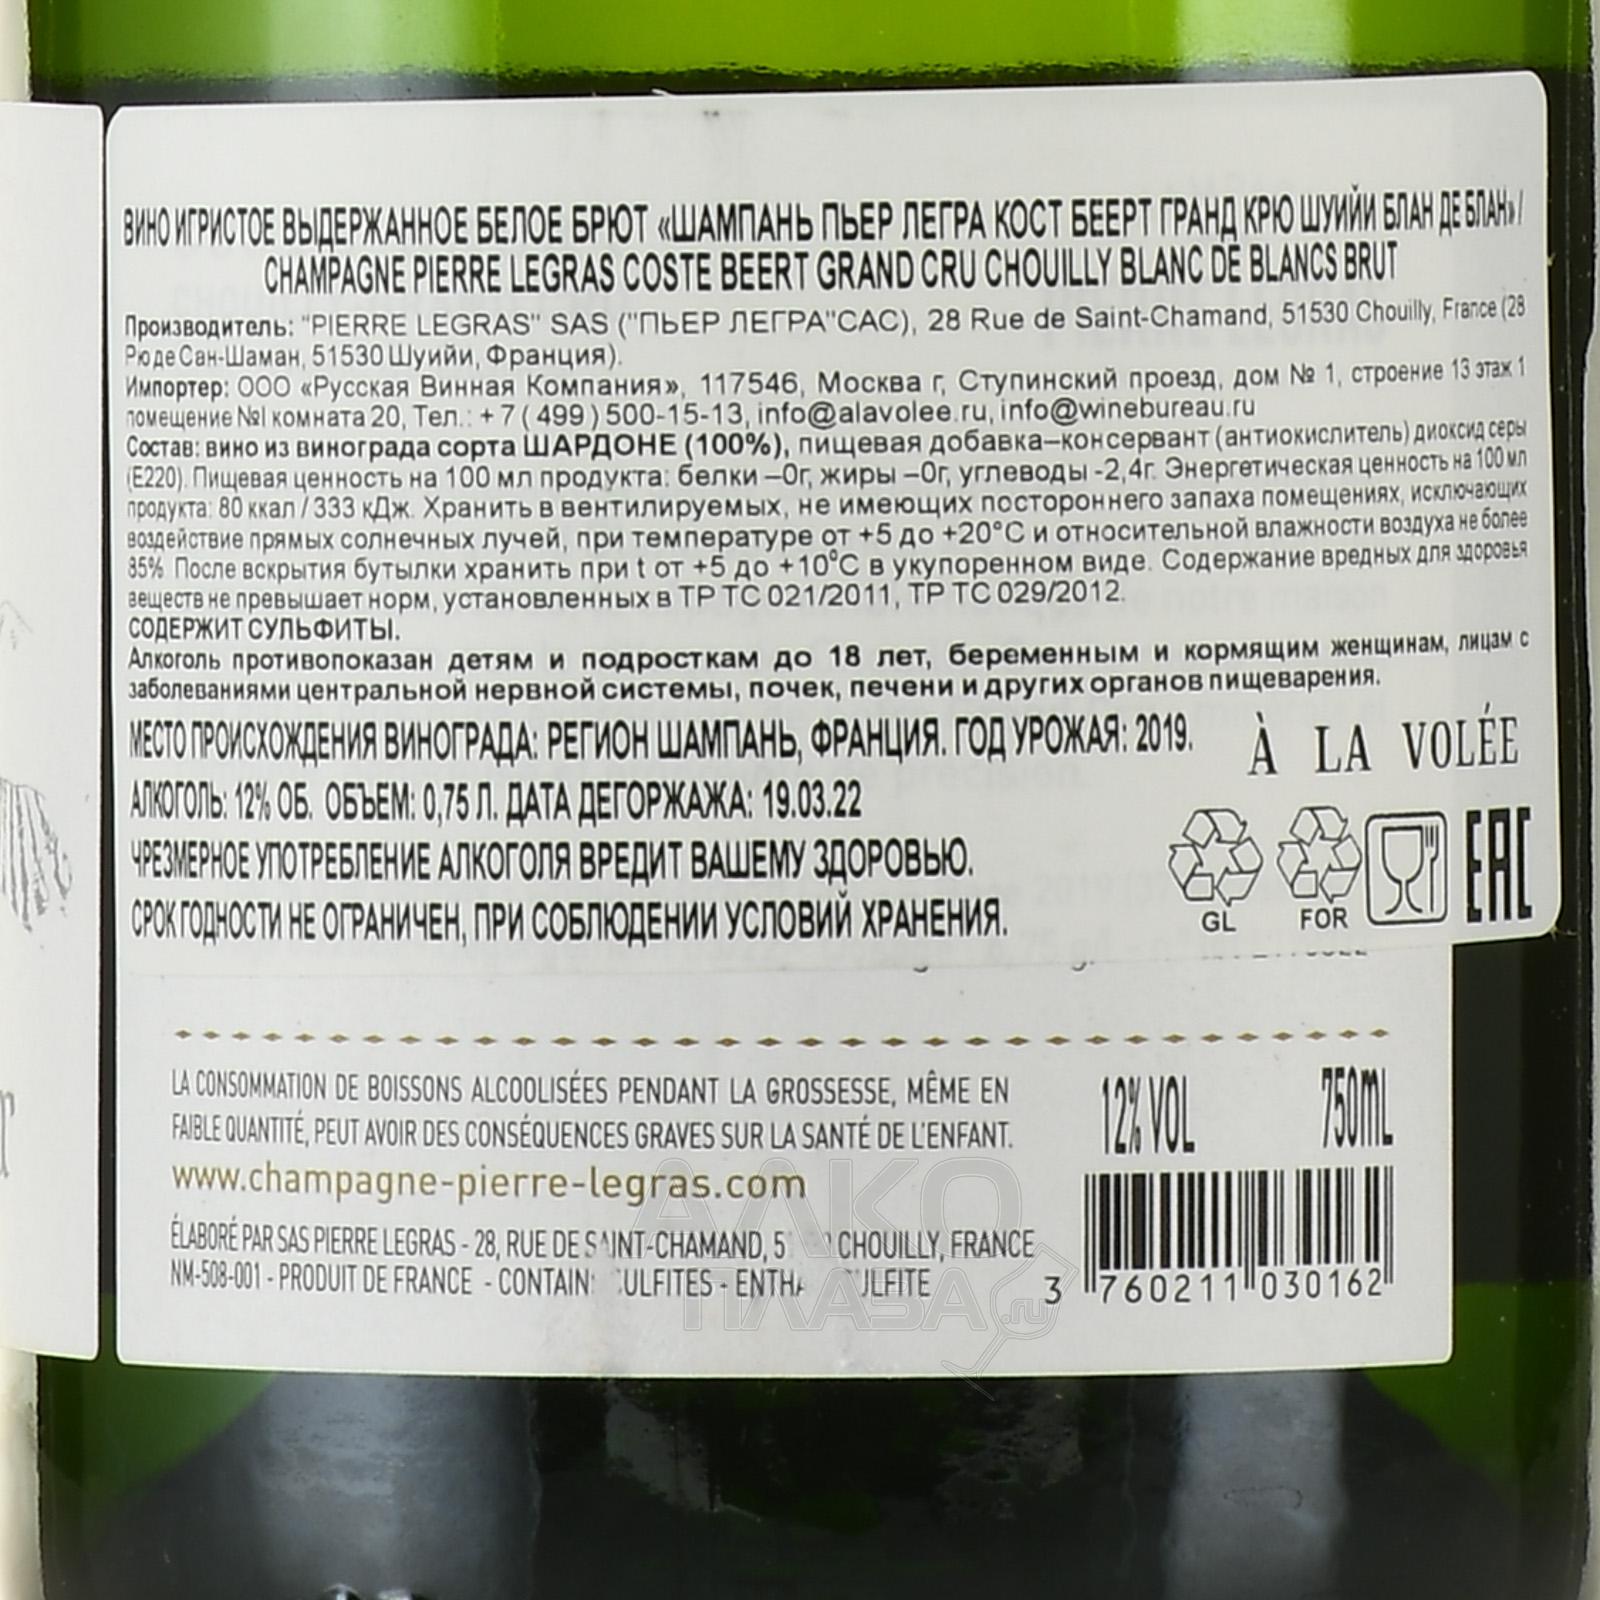 ВИНО ИГРИСТОЕ ВЫДЕРЖАННОЕ БЕЛОЕ БРЮТ «ШАМПАНЬ ПЬЕР ЛЕГРА КОСТ БЕЕРТ ГРАНД КРЮ ШУИЙИ БЛАН ДЕ БЛАН» /
CHAMPAGNE PIERRE LEGRAS COSTE BEERT GRAND CRU CHOUILLY BLANC DE BLANCS BRUT
Производитель: "PIERRE LEGRAS" SAS ("ПЬЕР ЛЕГРА"САС), 28 Rue de Saint-Chamand, 51530 Chouilly, France (28
Рю де Сан-Шаман, 51530 Шуийи, Франция).
Импортер: ООО «Русская Винная Компания», 117546, Москва г, Ступинский проезд, дом № 1, строение 13 этаж 1
помещение №I комната 20, Тел.: + 7 ( 499 ) 500-15-13, info@alavolee.ru, info@winebureau.ru
Состав: вино из винограда сорта ШАРДОНЕ (100%), пищевая добавка–консервант (антиокислитель) диоксид серы
(Е220). Пищевая ценность на 100 мл продукта: белки –0г, жиры –0г, углеводы -2,4г. Энергетическая ценность на 100 мл
продукта: 80 ккал / 333 кДж. Хранить в вентилируемых, не имеющих постороннего запаха помещениях, исключающих
воздействие прямых солнечных лучей, при температуре от +5 до +20°C и относительной влажности воздуха не более
85%. После вскрытия бутылки хранить при t от +5 до +10°C в укупоренном виде. Содержание вредных для здоровья
веществ не превышает норм, установленных в ТР ТС 021/2011, ТР ТС 029/2012.
СОДЕРЖИТ СУЛЬФИТЫ.
Алкоголь противопоказан детям и подросткам до 18 лет, беременным и кормящим женщинам, лицам с
заболеваниями центральной нервной системы, почек, печени и других органов пищеварения.
МЕСТО ПРОИСХОЖДЕНИЯ ВИНОГРАДА: РЕГИОН ШАМПАНЬ, ФРАНЦИЯ. ГОД УРОЖАЯ: 2019.
À LA VOLÉE
АЛКОГОЛЬ: 12% ОБ. ОБЪЕМ: 0,75 Л. ДАТА ДЕГОРЖАЖА: 19.03.22
ЧРЕЗМЕРНОЕ УПОТРЕБЛЕНИЕ АЛКОГОЛЯ ВРЕДИТ ВАШЕМУ ЗДОРОВЬЮ.
СРОК ГОДНОСТИ НЕ ОГРАНИЧЕН, ПРИ СОБЛЮДЕНИИ УСЛОВИЙ ХРАНЕНИЯ.
GL FOR EAC
LA CONSOMMATION DE BOISSONS ALCOOLISÉES PENDANT LA GROSSESSE, MÊME EN
FAIBLE QUANTITÉ, PEUT AVOIR DES CONSÉQUENCES GRAVES SUR LA SANTÉ DE L'ENFANT.
12% VOL 750mL
www.champagne-pierre-legras.com
ÉLABORÉ PAR SAS PIERRE LEGRAS - 28, RUE DE SAINT-CHAMAND, CHOUILLY, FRANCE
NM-508-001 - PRODUIT DE FRANCE - CONTAIN
3 760211 030162
АЛКО
ПЛАЗА.ru